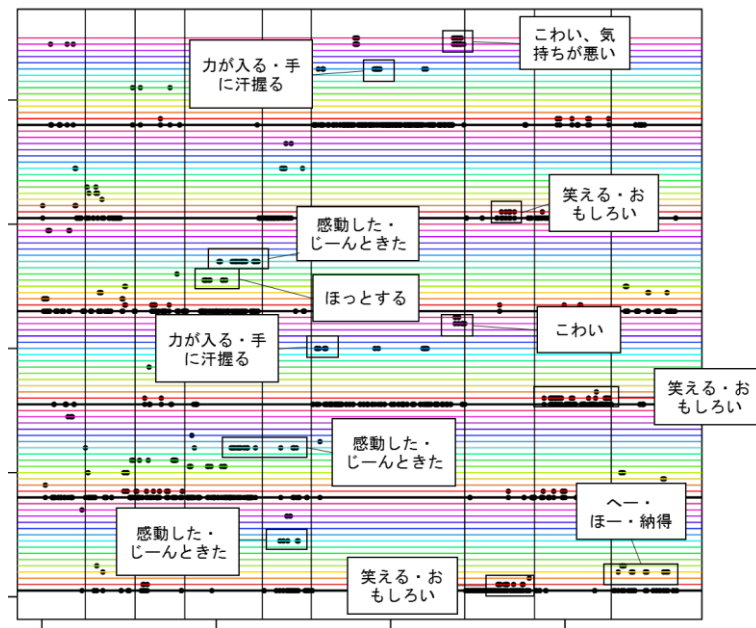 こわい、気
持ちが悪い
力が入る・手
に汗握る
笑える・お
もしろい
感動した・
じーんときた
ほっとする
こわい
力が入る・手
に汗握る
笑える・お
もしろい
感動した・
じーんときた
へー・
ほー・納得
感動した・
じーんときた
笑える・お
もしろい